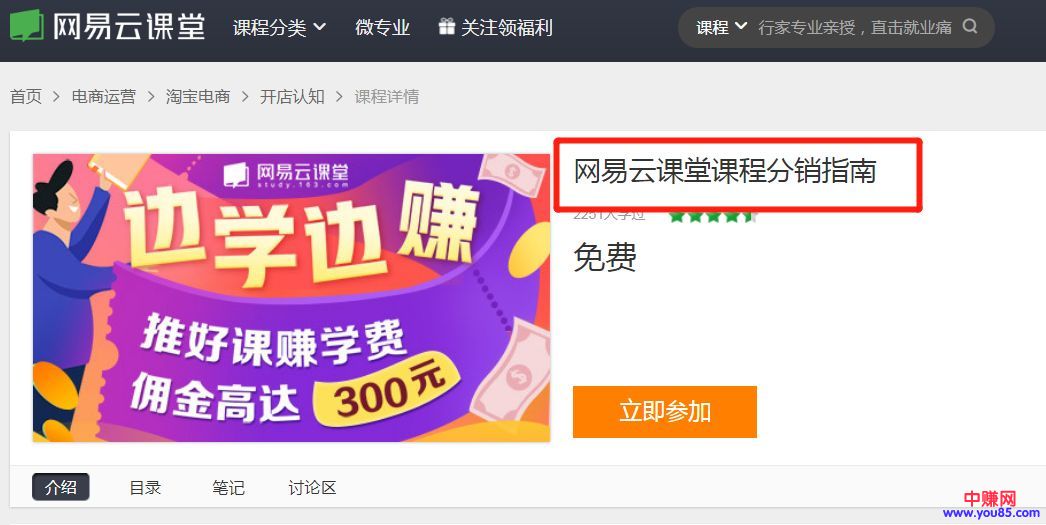 网易云课堂 课程分类 微专业 关注领福利 课程 行家专业亲授，直击就业痛
首页 > 电商运营 > 淘宝电商 > 开店认知 > 课程详情
网易云课堂
study.163.com
边学边赚
推好课赚学费
佣金高达 300元
网易云课堂课程分销指南
2251人学过
免费
立即参加
介绍 目录 笔记 讨论区
中赚网
www.you85.com